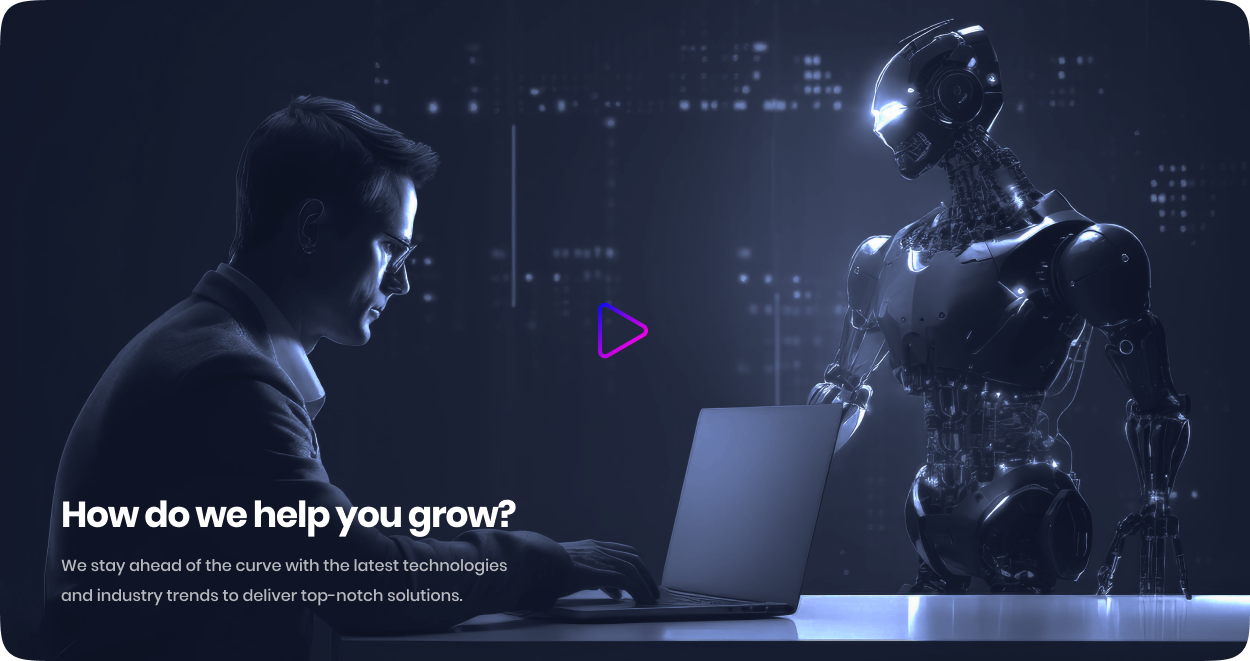 How do we help you grow?
We stay ahead of the curve with the latest technologies
and industry trends to deliver top-notch solutions.